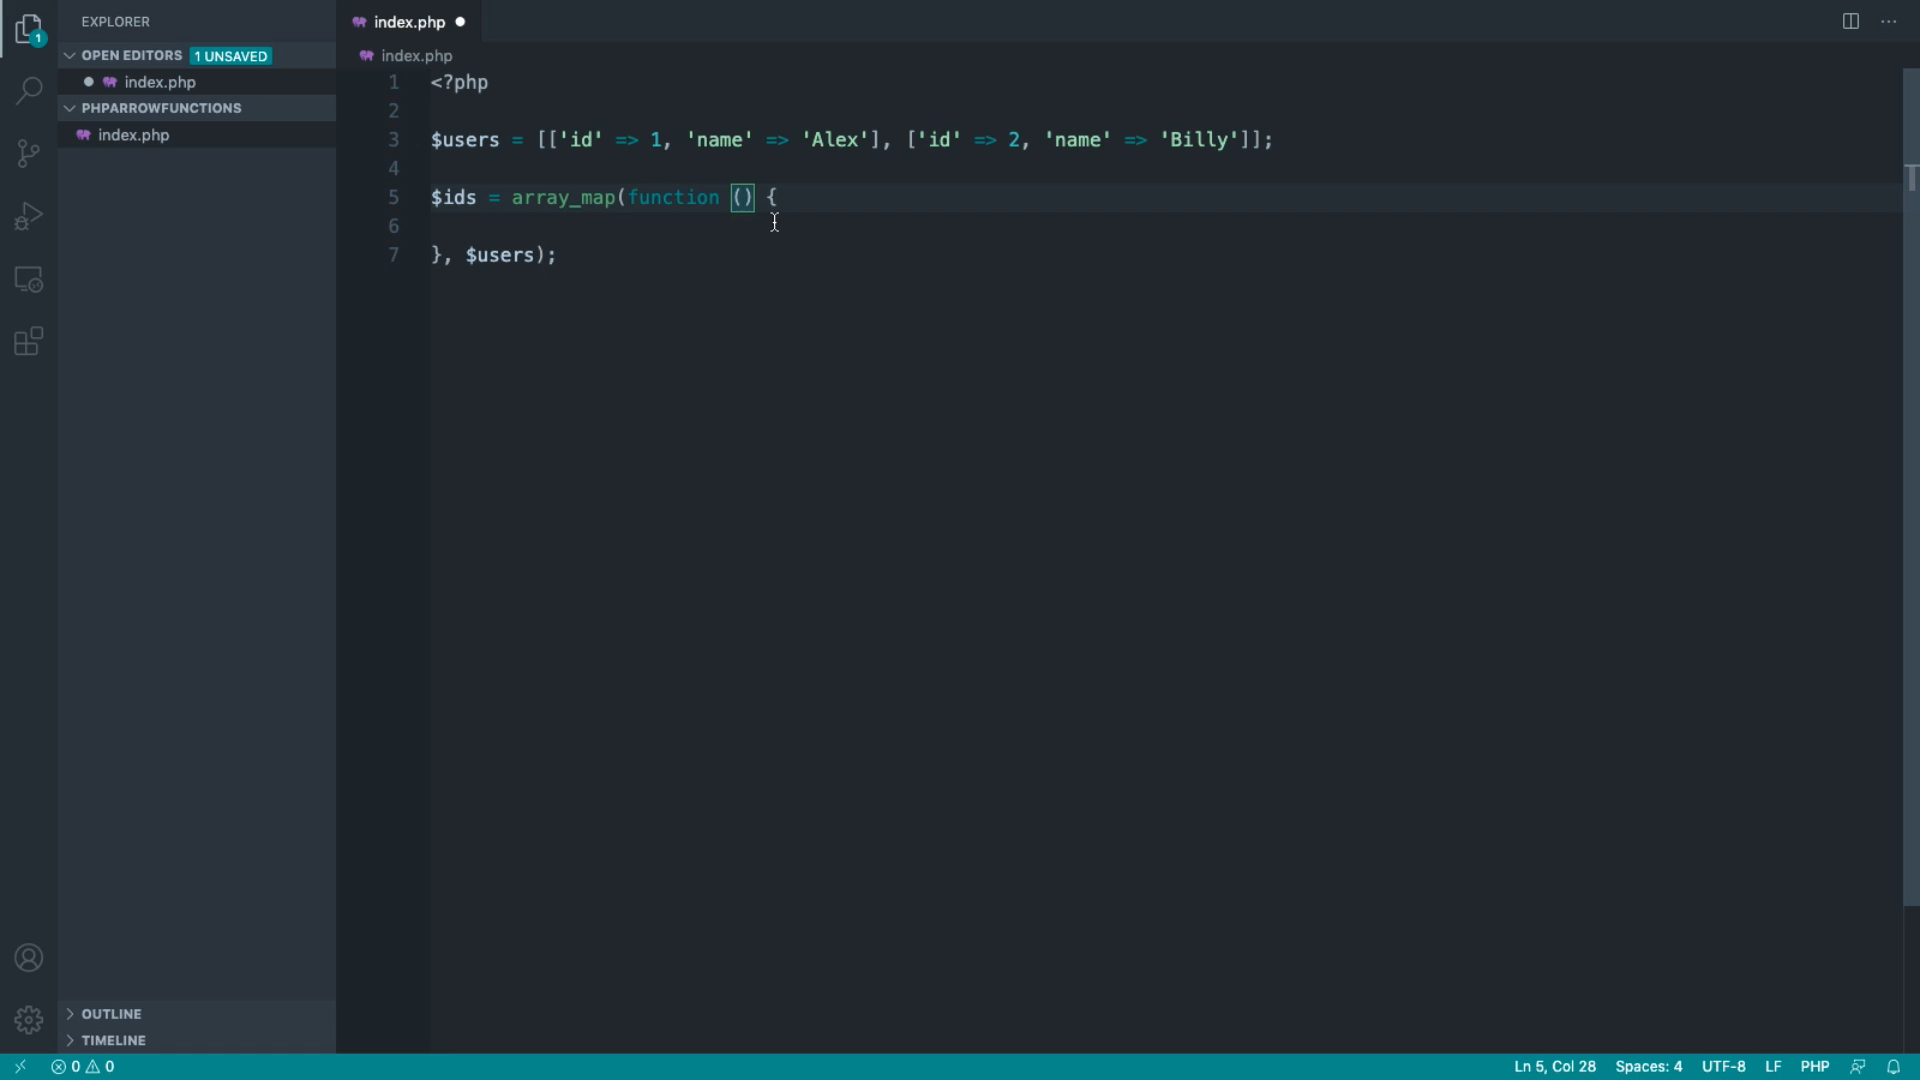 EXPLORER
OPEN EDITORS 1 UNSAVED
index.php
PHPARROWFUNCTIONS
index.php
OUTLINE
TIMELINE
index.php
index.php
1 <?php
2
3 $users = [['id' => 1, 'name' => 'Alex'], ['id' => 2, 'name' => 'Billy']];
4
5 $ids = array_map(function () {
6
7 }, $users);
1
T
0 0
Ln 5, Col 28 Spaces: 4 UTF-8 LF PHP